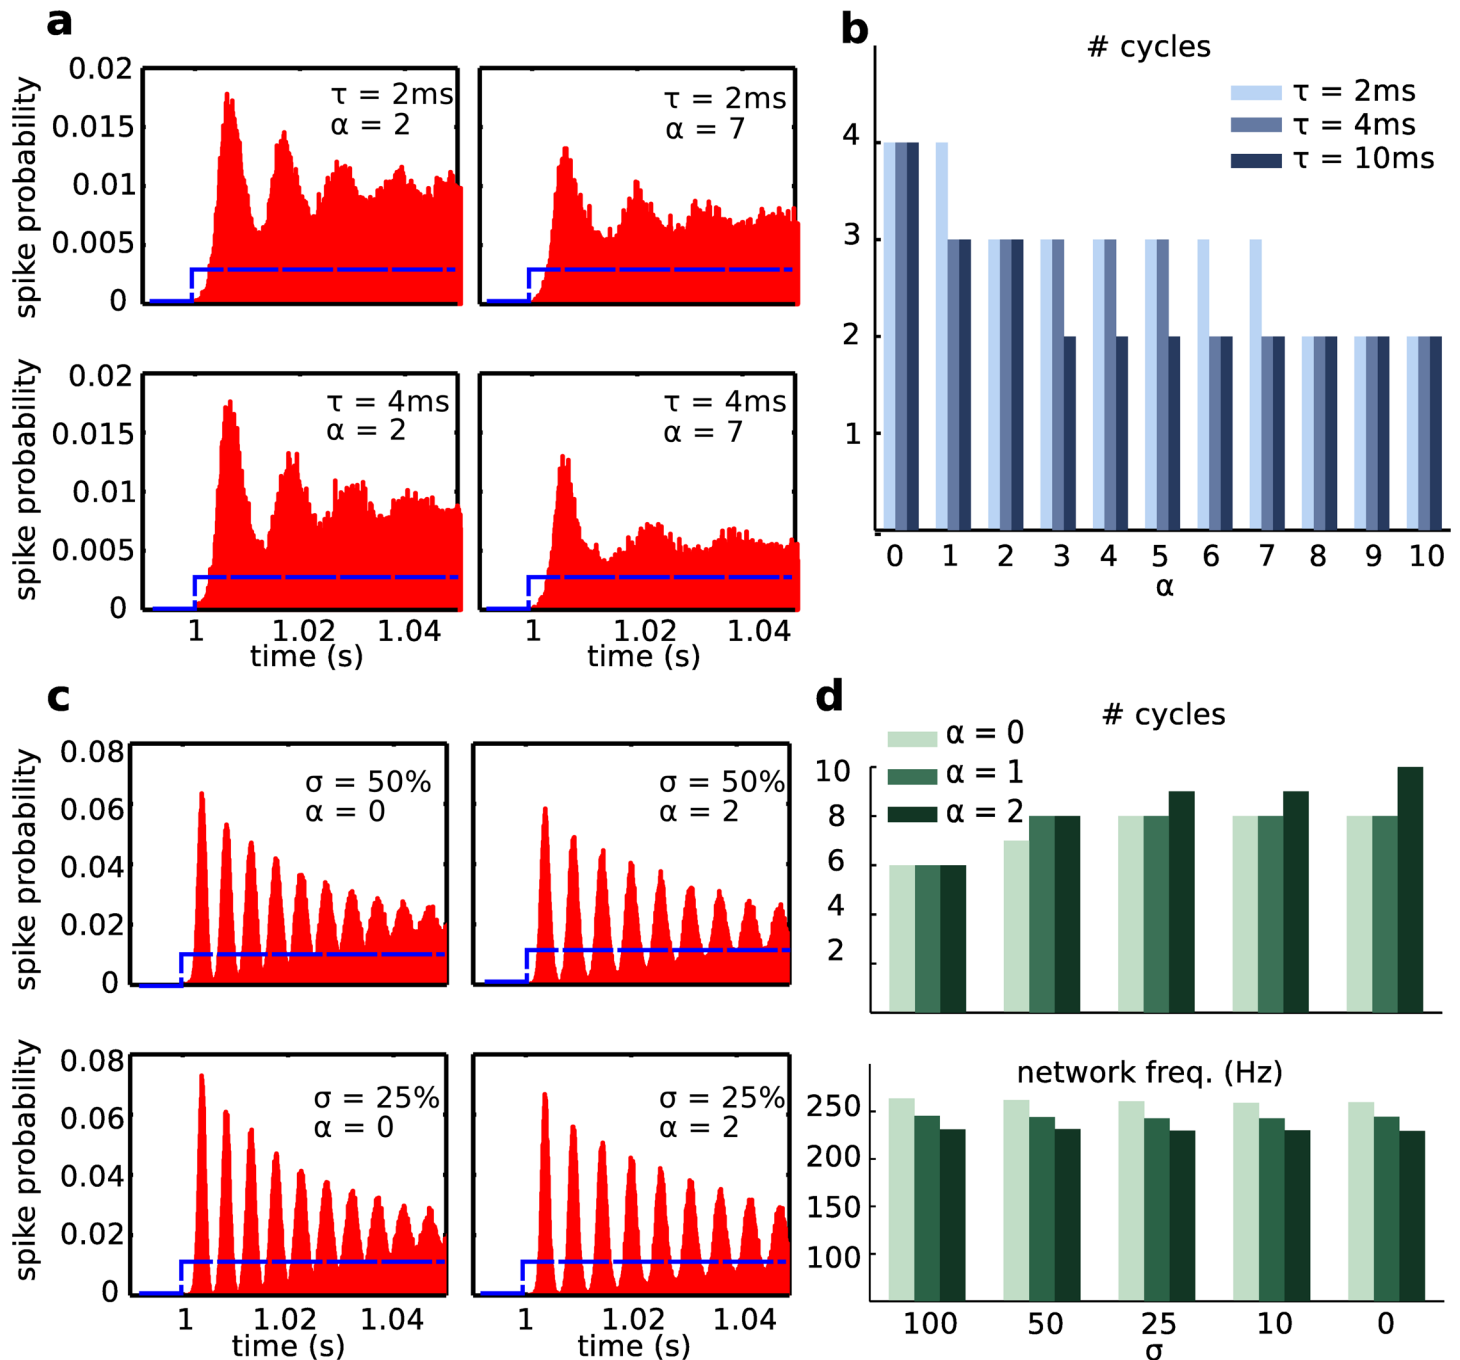 a
spike probability
0.02
0.015
0.01
0.005
0
τ = 2ms
α = 2
τ = 2ms
α = 7
spike probability
0.02
0.015
0.01
0.005
0
τ = 4ms
α = 2
τ = 4ms
α = 7
1 1.02 1.04
time (s)
1 1.02 1.04
time (s)
b
# cycles
τ = 2ms
τ = 4ms
τ = 10ms
4
3
2
1
0 1 2 3 4 5 6 7 8 9 10
α
c
spike probability
0.08
0.06
0.04
0.02
0
σ = 50%
α = 0
σ = 50%
α = 2
spike probability
0.08
0.06
0.04
0.02
0
σ = 25%
α = 0
σ = 25%
α = 2
1 1.02 1.04
time (s)
1 1.02 1.04
time (s)
d
# cycles
α = 0
α = 1
α = 2
10
8
6
4
2
network freq. (Hz)
250
200
150
100
100 50 25 10 0
σ